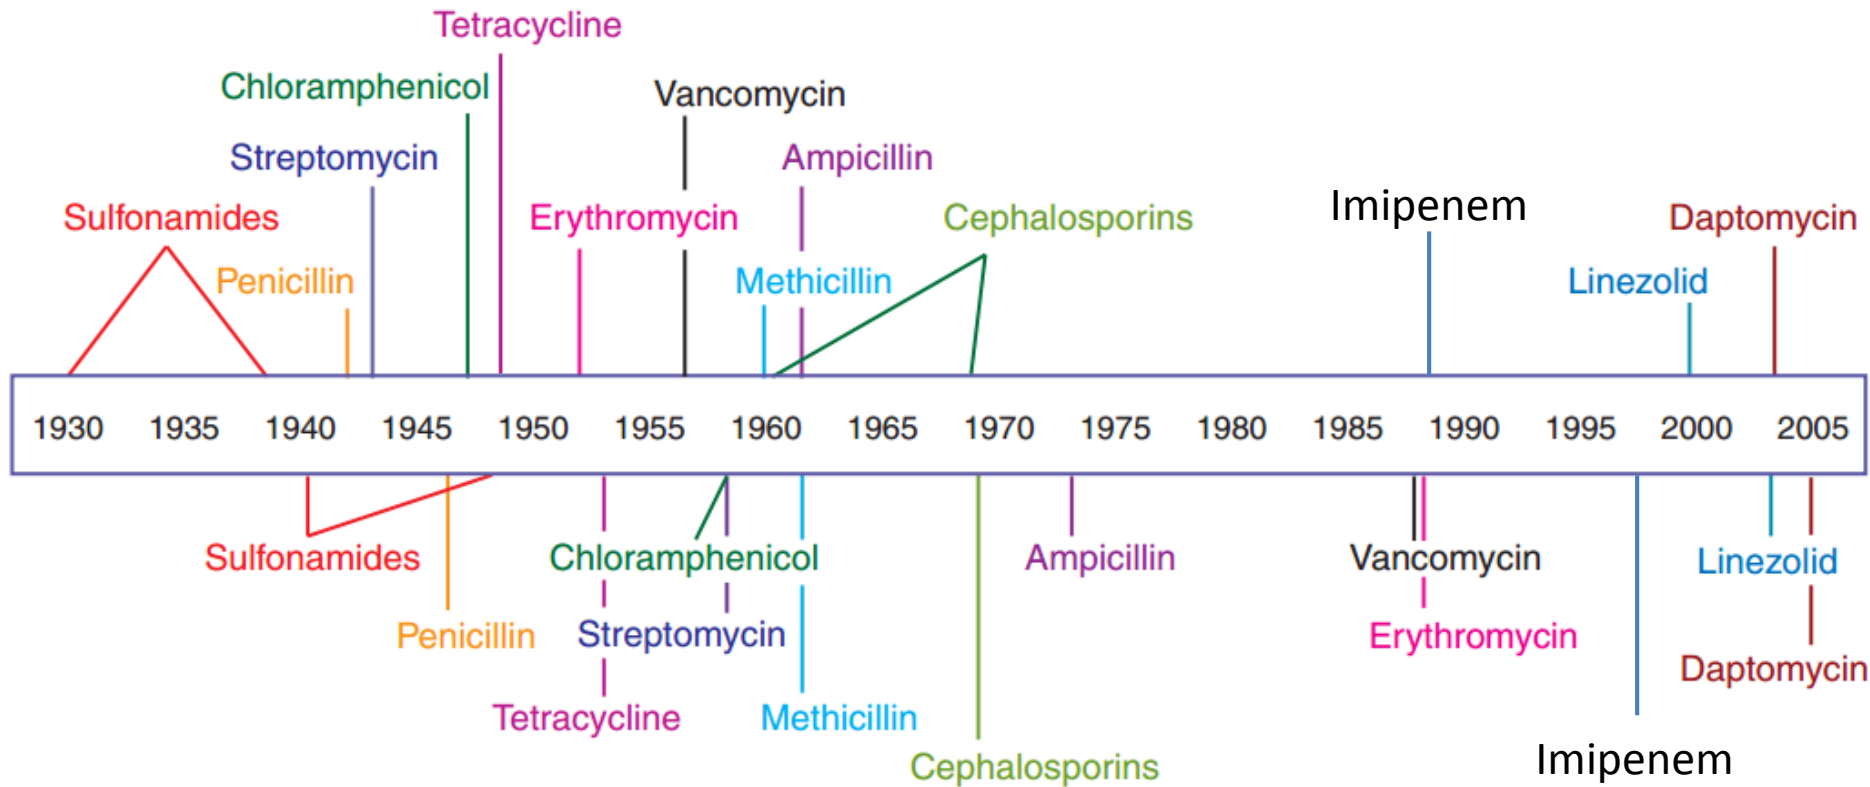 Tetracycline
Chloramphenicol
Vancomycin
Streptomycin
Ampicillin
Imipenem
Sulfonamides
Erythromycin
Cephalosporins
Daptomycin
Penicillin
Methicillin
Linezolid
1930 1935 1940 1945 1950 1955 1960 1965 1970 1975 1980 1985 1990 1995 2000 2005
Sulfonamides
Chloramphenicol
Ampicillin
Vancomycin
Linezolid
Penicillin
Streptomycin
Erythromycin
Daptomycin
Tetracycline
Methicillin
Cephalosporins
Imipenem